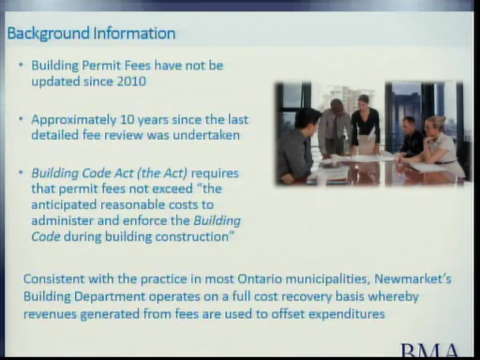 Background Information
• Building Permit Fees have not be
updated since 2010
• Approximately 10 years since the last
detailed fee review was undertaken
• Building Code Act (the Act) requires
that permit fees not exceed “the
anticipated reasonable costs to
administer and enforce the Building
Code during building construction”
Consistent with the practice in most Ontario municipalities, Newmarket’s
Building Department operates on a full cost recovery basis whereby
revenues generated from fees are used to offset expenditures
BMA